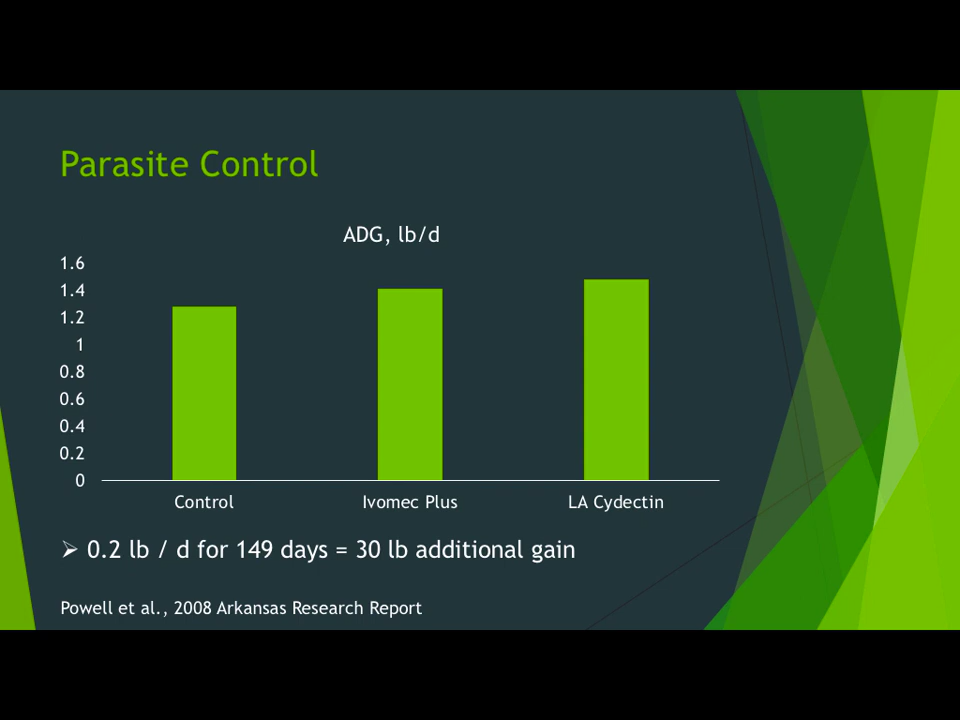 Parasite Control
ADG, lb/d
1.6
1.4
1.2
1
0.8
0.6
0.4
0.2
0
Control Ivomec Plus LA Cydectin
➢ 0.2 lb / d for 149 days = 30 lb additional gain
Powell et al., 2008 Arkansas Research Report